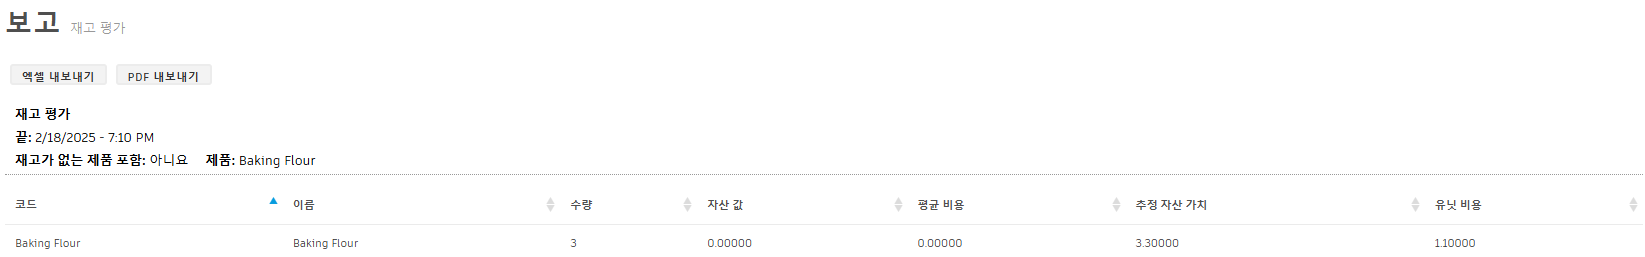 보고 재고 평가
엑셀 내보내기 PDF 내보내기
재고 평가
끝: 2/18/2025 - 7:10 PM
재고가 없는 제품 포함: 아니요 제품: Baking Flour
코드 이름 수량 자산 값 평균 비용 추정 자산 가치 유닛 비용
Baking Flour Baking Flour 3 0.00000 0.00000 3.30000 1.10000